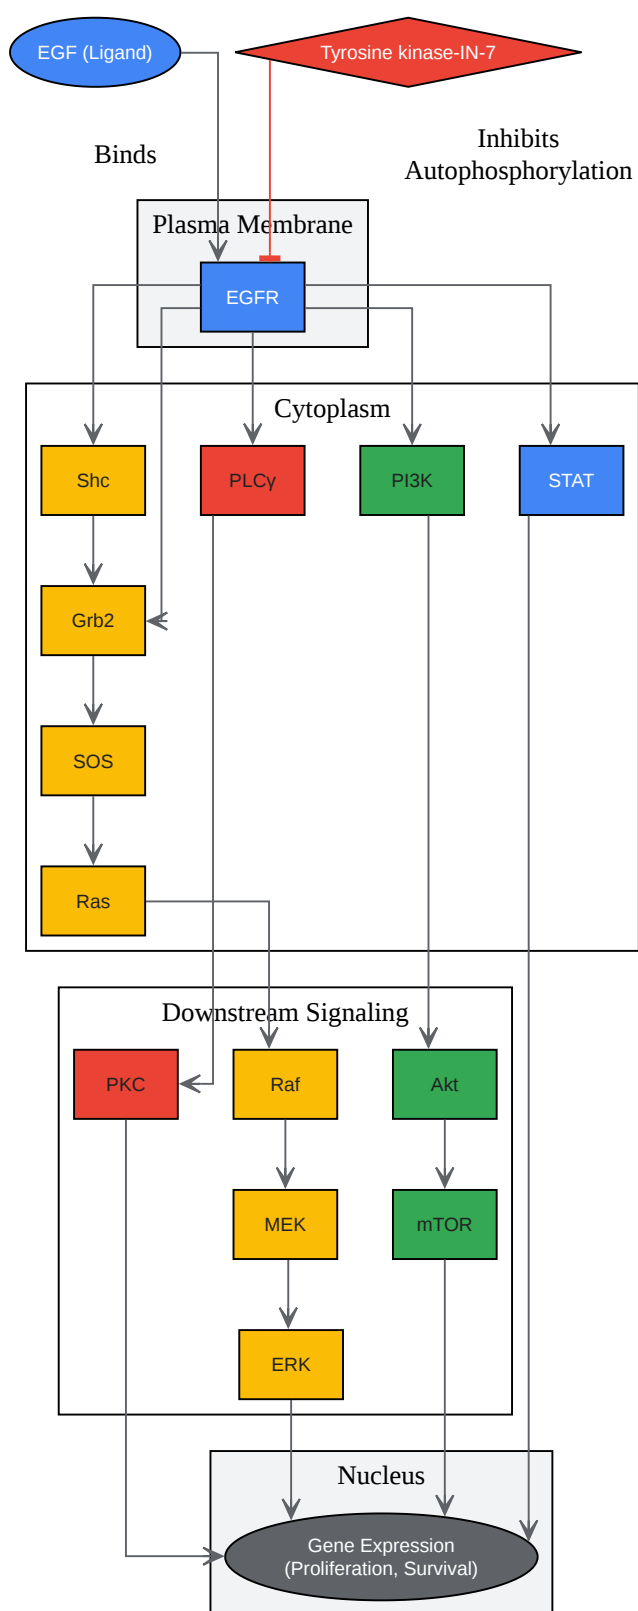 EGF (Ligand)
Tyrosine kinase-IN-7
Binds
Inhibits
Autophosphorylation
Plasma Membrane
EGFR
Cytoplasm
Shc
PLCγ
PI3K
STAT
Grb2
SOS
Ras
Downstream Signaling
PKC
Raf
Akt
MEK
mTOR
ERK
Nucleus
Gene Expression
(Proliferation, Survival)